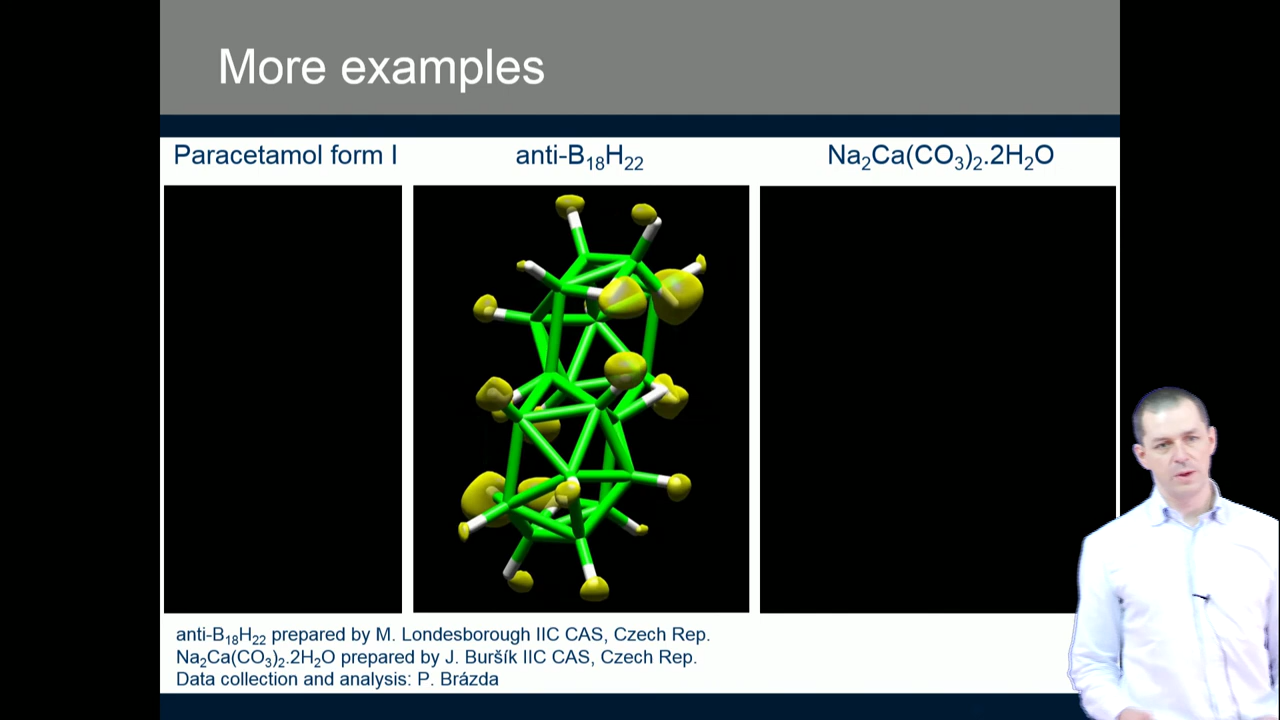 More examples
Paracetamol form I
anti-B₁₈H₂₂
Na₂Ca(CO₃)₂.2H₂O
anti-B₁₈H₂₂ prepared by M. Londesborough IIC CAS, Czech Rep.
Na₂Ca(CO₃)₂.2H₂O prepared by J. Buršík IIC CAS, Czech Rep.
Data collection and analysis: P. Brázda